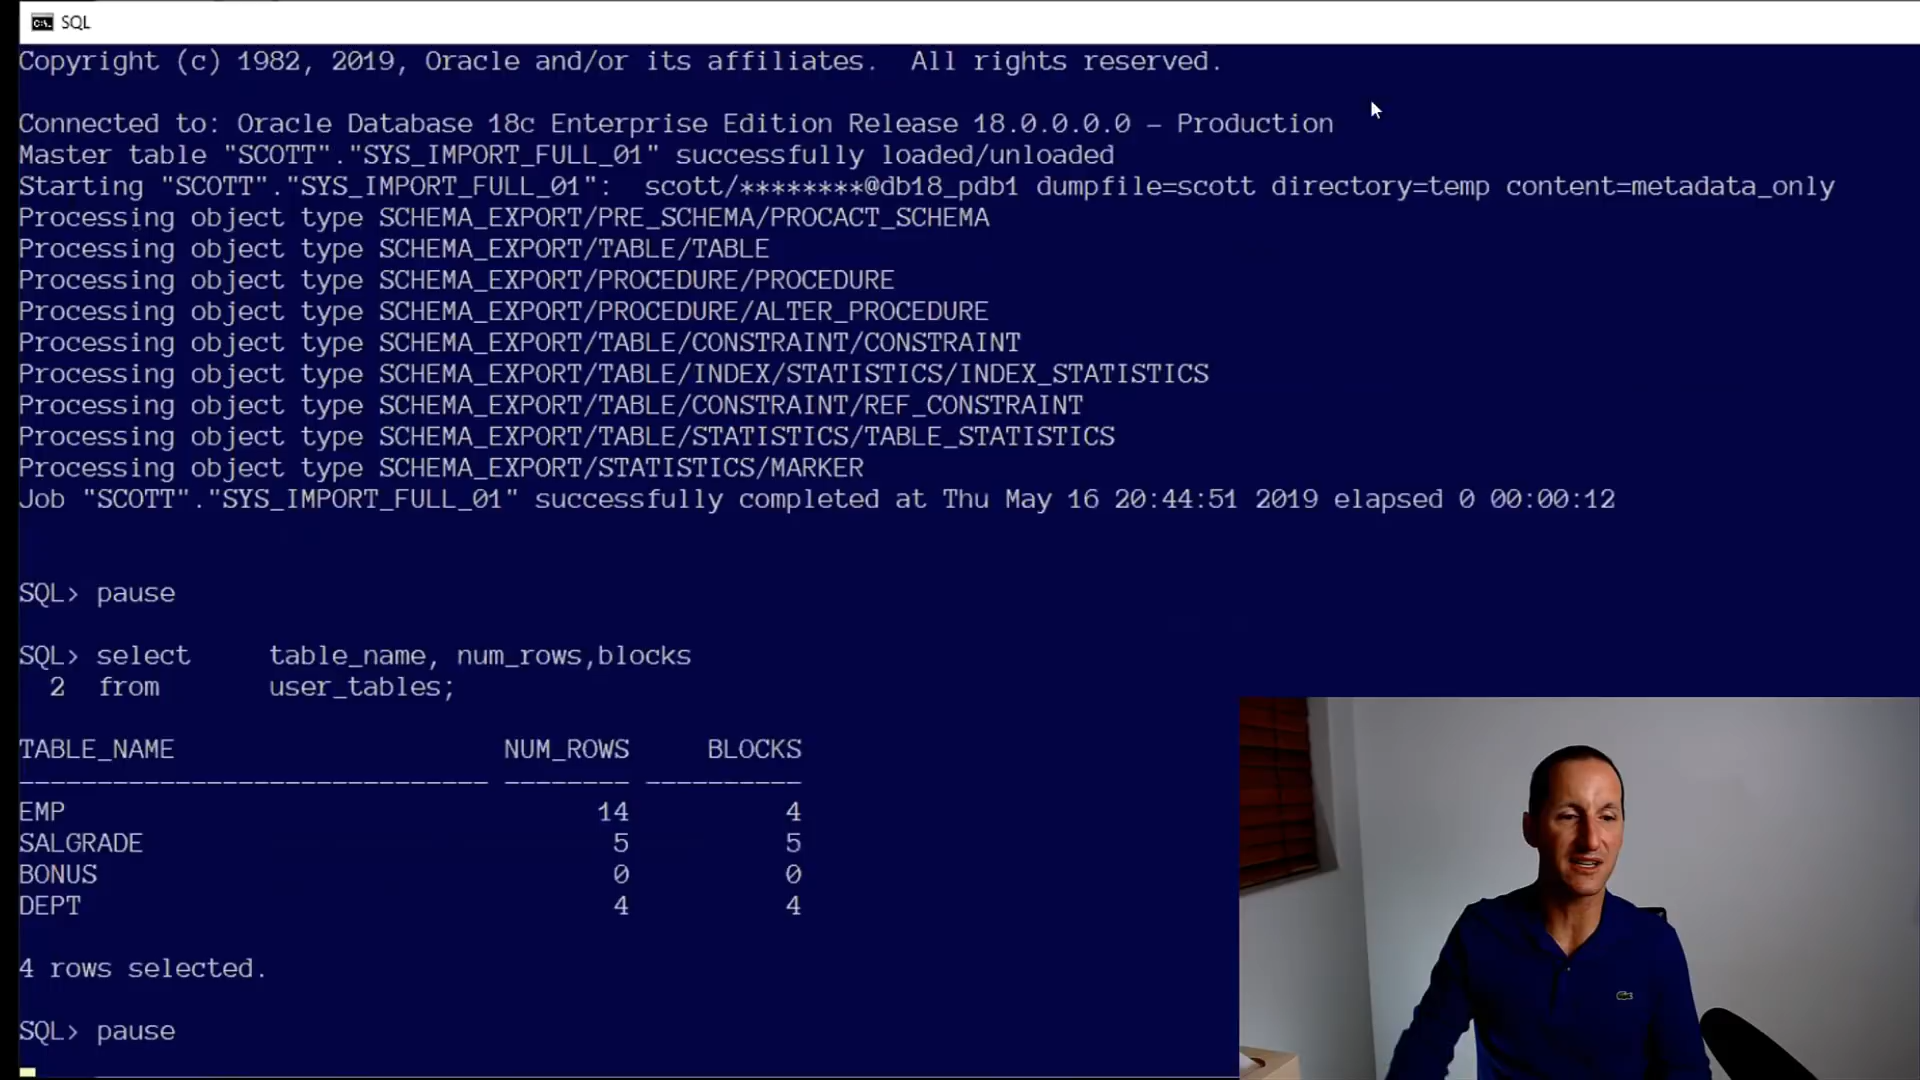 SQL
Copyright (c) 1982, 2019, Oracle and/or its affiliates.  All rights reserved.
Connected to: Oracle Database 18c Enterprise Edition Release 18.0.0.0.0 – Production
Master table "SCOTT"."SYS_IMPORT_FULL_01" successfully loaded/unloaded
Starting "SCOTT"."SYS_IMPORT_FULL_01":  scott/********@db18_pdb1 dumpfile=scott directory=temp content=metadata_only
Processing object type SCHEMA_EXPORT/PRE_SCHEMA/PROCACT_SCHEMA
Processing object type SCHEMA_EXPORT/TABLE/TABLE
Processing object type SCHEMA_EXPORT/PROCEDURE/PROCEDURE
Processing object type SCHEMA_EXPORT/PROCEDURE/ALTER_PROCEDURE
Processing object type SCHEMA_EXPORT/TABLE/CONSTRAINT/CONSTRAINT
Processing object type SCHEMA_EXPORT/TABLE/INDEX/STATISTICS/INDEX_STATISTICS
Processing object type SCHEMA_EXPORT/TABLE/CONSTRAINT/REF_CONSTRAINT
Processing object type SCHEMA_EXPORT/TABLE/STATISTICS/TABLE_STATISTICS
Processing object type SCHEMA_EXPORT/STATISTICS/MARKER
Job "SCOTT"."SYS_IMPORT_FULL_01" successfully completed at Thu May 16 20:44:51 2019 elapsed 0 00:00:12
SQL> pause
SQL> select     table_name, num_rows,blocks
  2  from       user_tables;
TABLE_NAME                     NUM_ROWS     BLOCKS
------------------------------ -------- ----------
EMP                                  14          4
SALGRADE                              5          5
BONUS                                 0          0
DEPT                                  4          4
4 rows selected.
SQL> pause